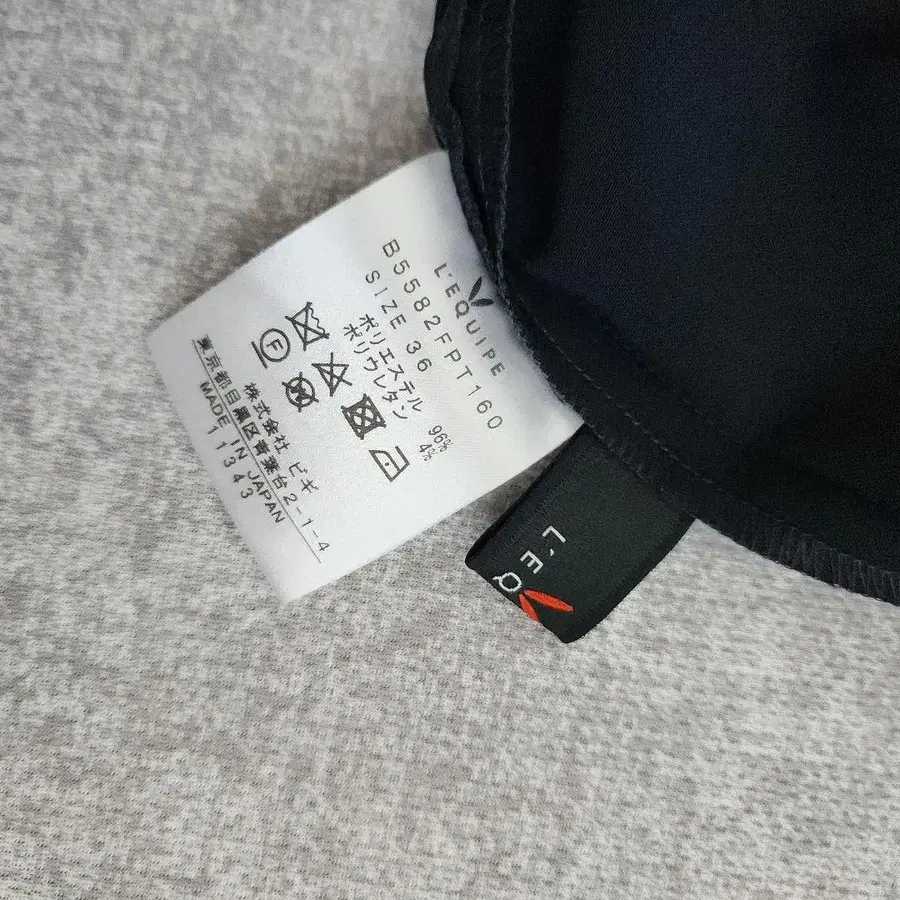 L'EQUIPE
B5582FPT160
SIZE 36
ポリエステル 96%
ポリウレタン 4%
F
株式会社 ビギ
東京都目黒区青葉台2-1-4
MADE IN JAPAN
11343
L'EQ